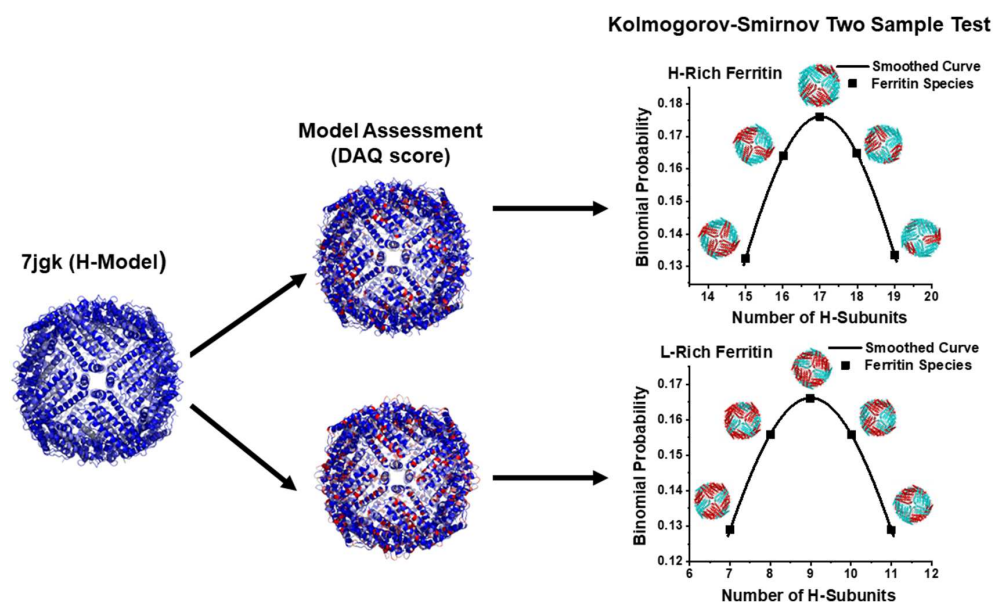 Kolmogorov-Smirnov Two Sample Test
Model Assessment
(DAQ score)
7jgk (H-Model)
H-Rich Ferritin
Smoothed Curve
Ferritin Species
Binomial Probability
0.18
0.17
0.16
0.15
0.14
0.13
14 15 16 17 18 19 20
Number of H-Subunits
L-Rich Ferritin
Smoothed Curve
Ferritin Species
Binomial Probability
0.17
0.16
0.15
0.14
0.13
0.12
6 7 8 9 10 11 12
Number of H-Subunits